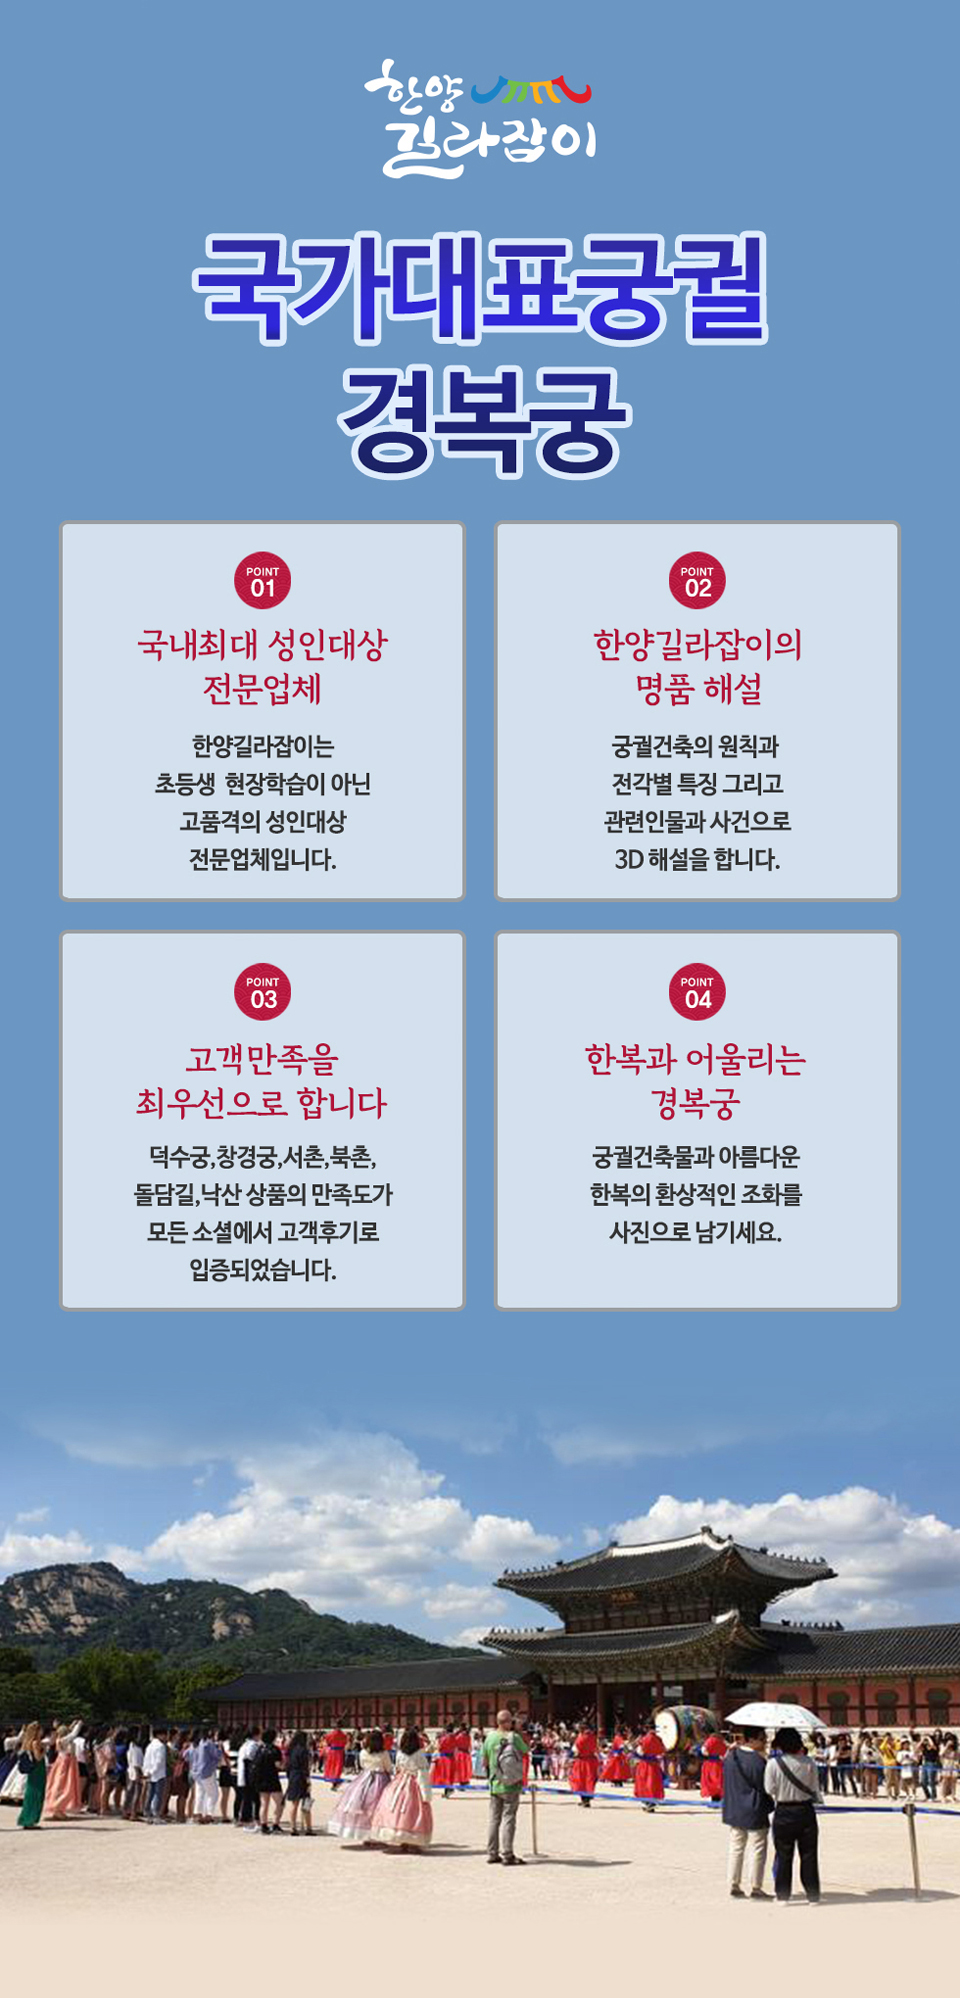 한양
길라잡이
국가대표궁궐
경복궁
POINT
01
국내최대 성인대상
전문업체
한양길라잡이는
초등생 현장학습이 아닌
고품격의 성인대상
전문업체입니다.
POINT
02
한양길라잡이의
명품 해설
궁궐건축의 원칙과
전각별 특징 그리고
관련인물과 사건으로
3D 해설을 합니다.
POINT
03
고객만족을
최우선으로 합니다
덕수궁,창경궁,서촌,북촌,
돌담길,낙산 상품의 만족도가
모든 소셜에서 고객후기로
입증되었습니다.
POINT
04
한복과 어울리는
경복궁
궁궐건축물과 아름다운
한복의 환상적인 조화를
사진으로 남기세요.